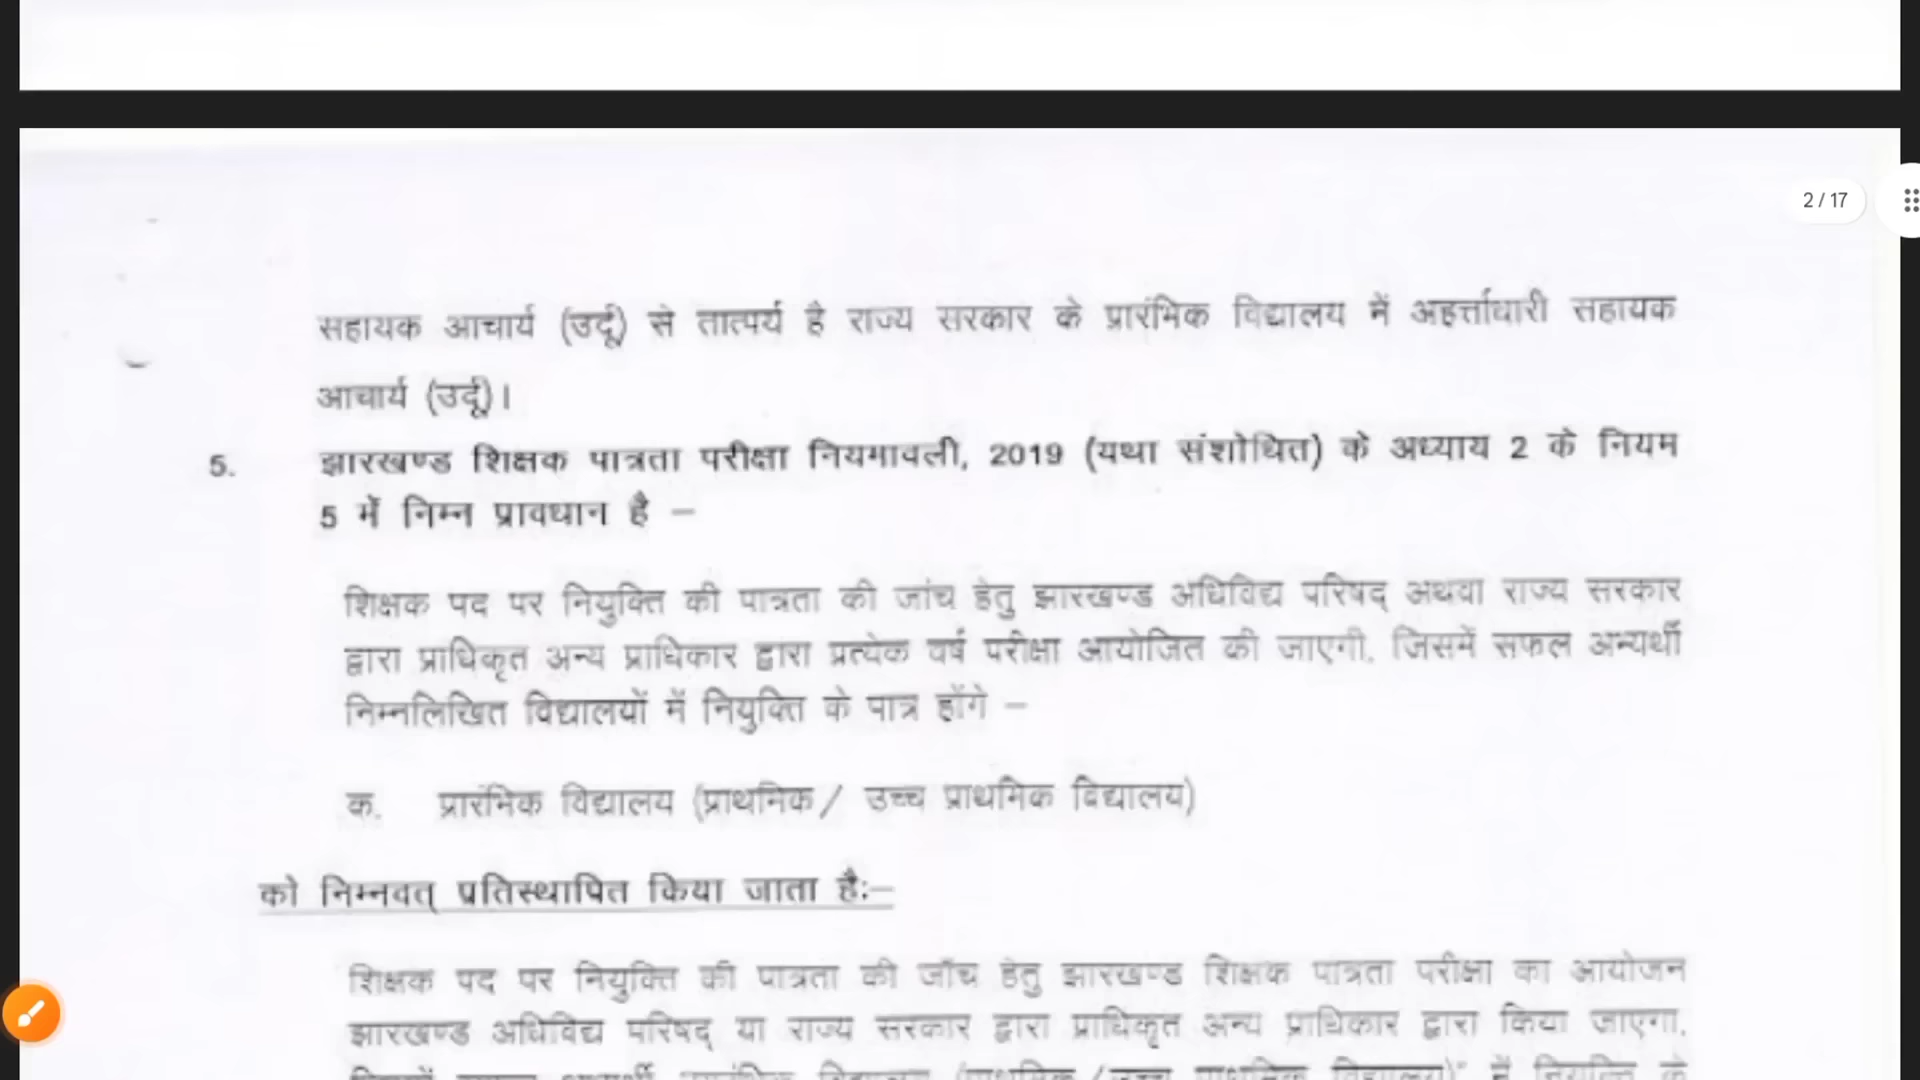 2 / 17
सहायक आचार्य (उर्दू) से तात्पर्य है राज्य सरकार के प्रारंभिक विद्यालय में अहर्त्ताधारी सहायक
आचार्य (उर्दू)।
5. झारखण्ड शिक्षक पात्रता परीक्षा नियमावली, 2019 (यथा संशोधित) के अध्याय 2 के नियम
5 में निम्न प्रावधान है –
शिक्षक पद पर नियुक्ति की पात्रता की जांच हेतु झारखण्ड अधिविद्य परिषद् अथवा राज्य सरकार
द्वारा प्राधिकृत अन्य प्राधिकार द्वारा प्रत्येक वर्ष परीक्षा आयोजित की जाएगी, जिसमें सफल अभ्यर्थी
निम्नलिखित विद्यालयों में नियुक्ति के पात्र होंगे –
क. प्रारंभिक विद्यालय (प्राथमिक/ उच्च प्राथमिक विद्यालय)
को निम्नवत् प्रतिस्थापित किया जाता है:–
शिक्षक पद पर नियुक्ति की पात्रता की जाँच हेतु झारखण्ड शिक्षक पात्रता परीक्षा का आयोजन
झारखण्ड अधिविद्य परिषद् या राज्य सरकार द्वारा प्राधिकृत अन्य प्राधिकार द्वारा किया जाएगा,